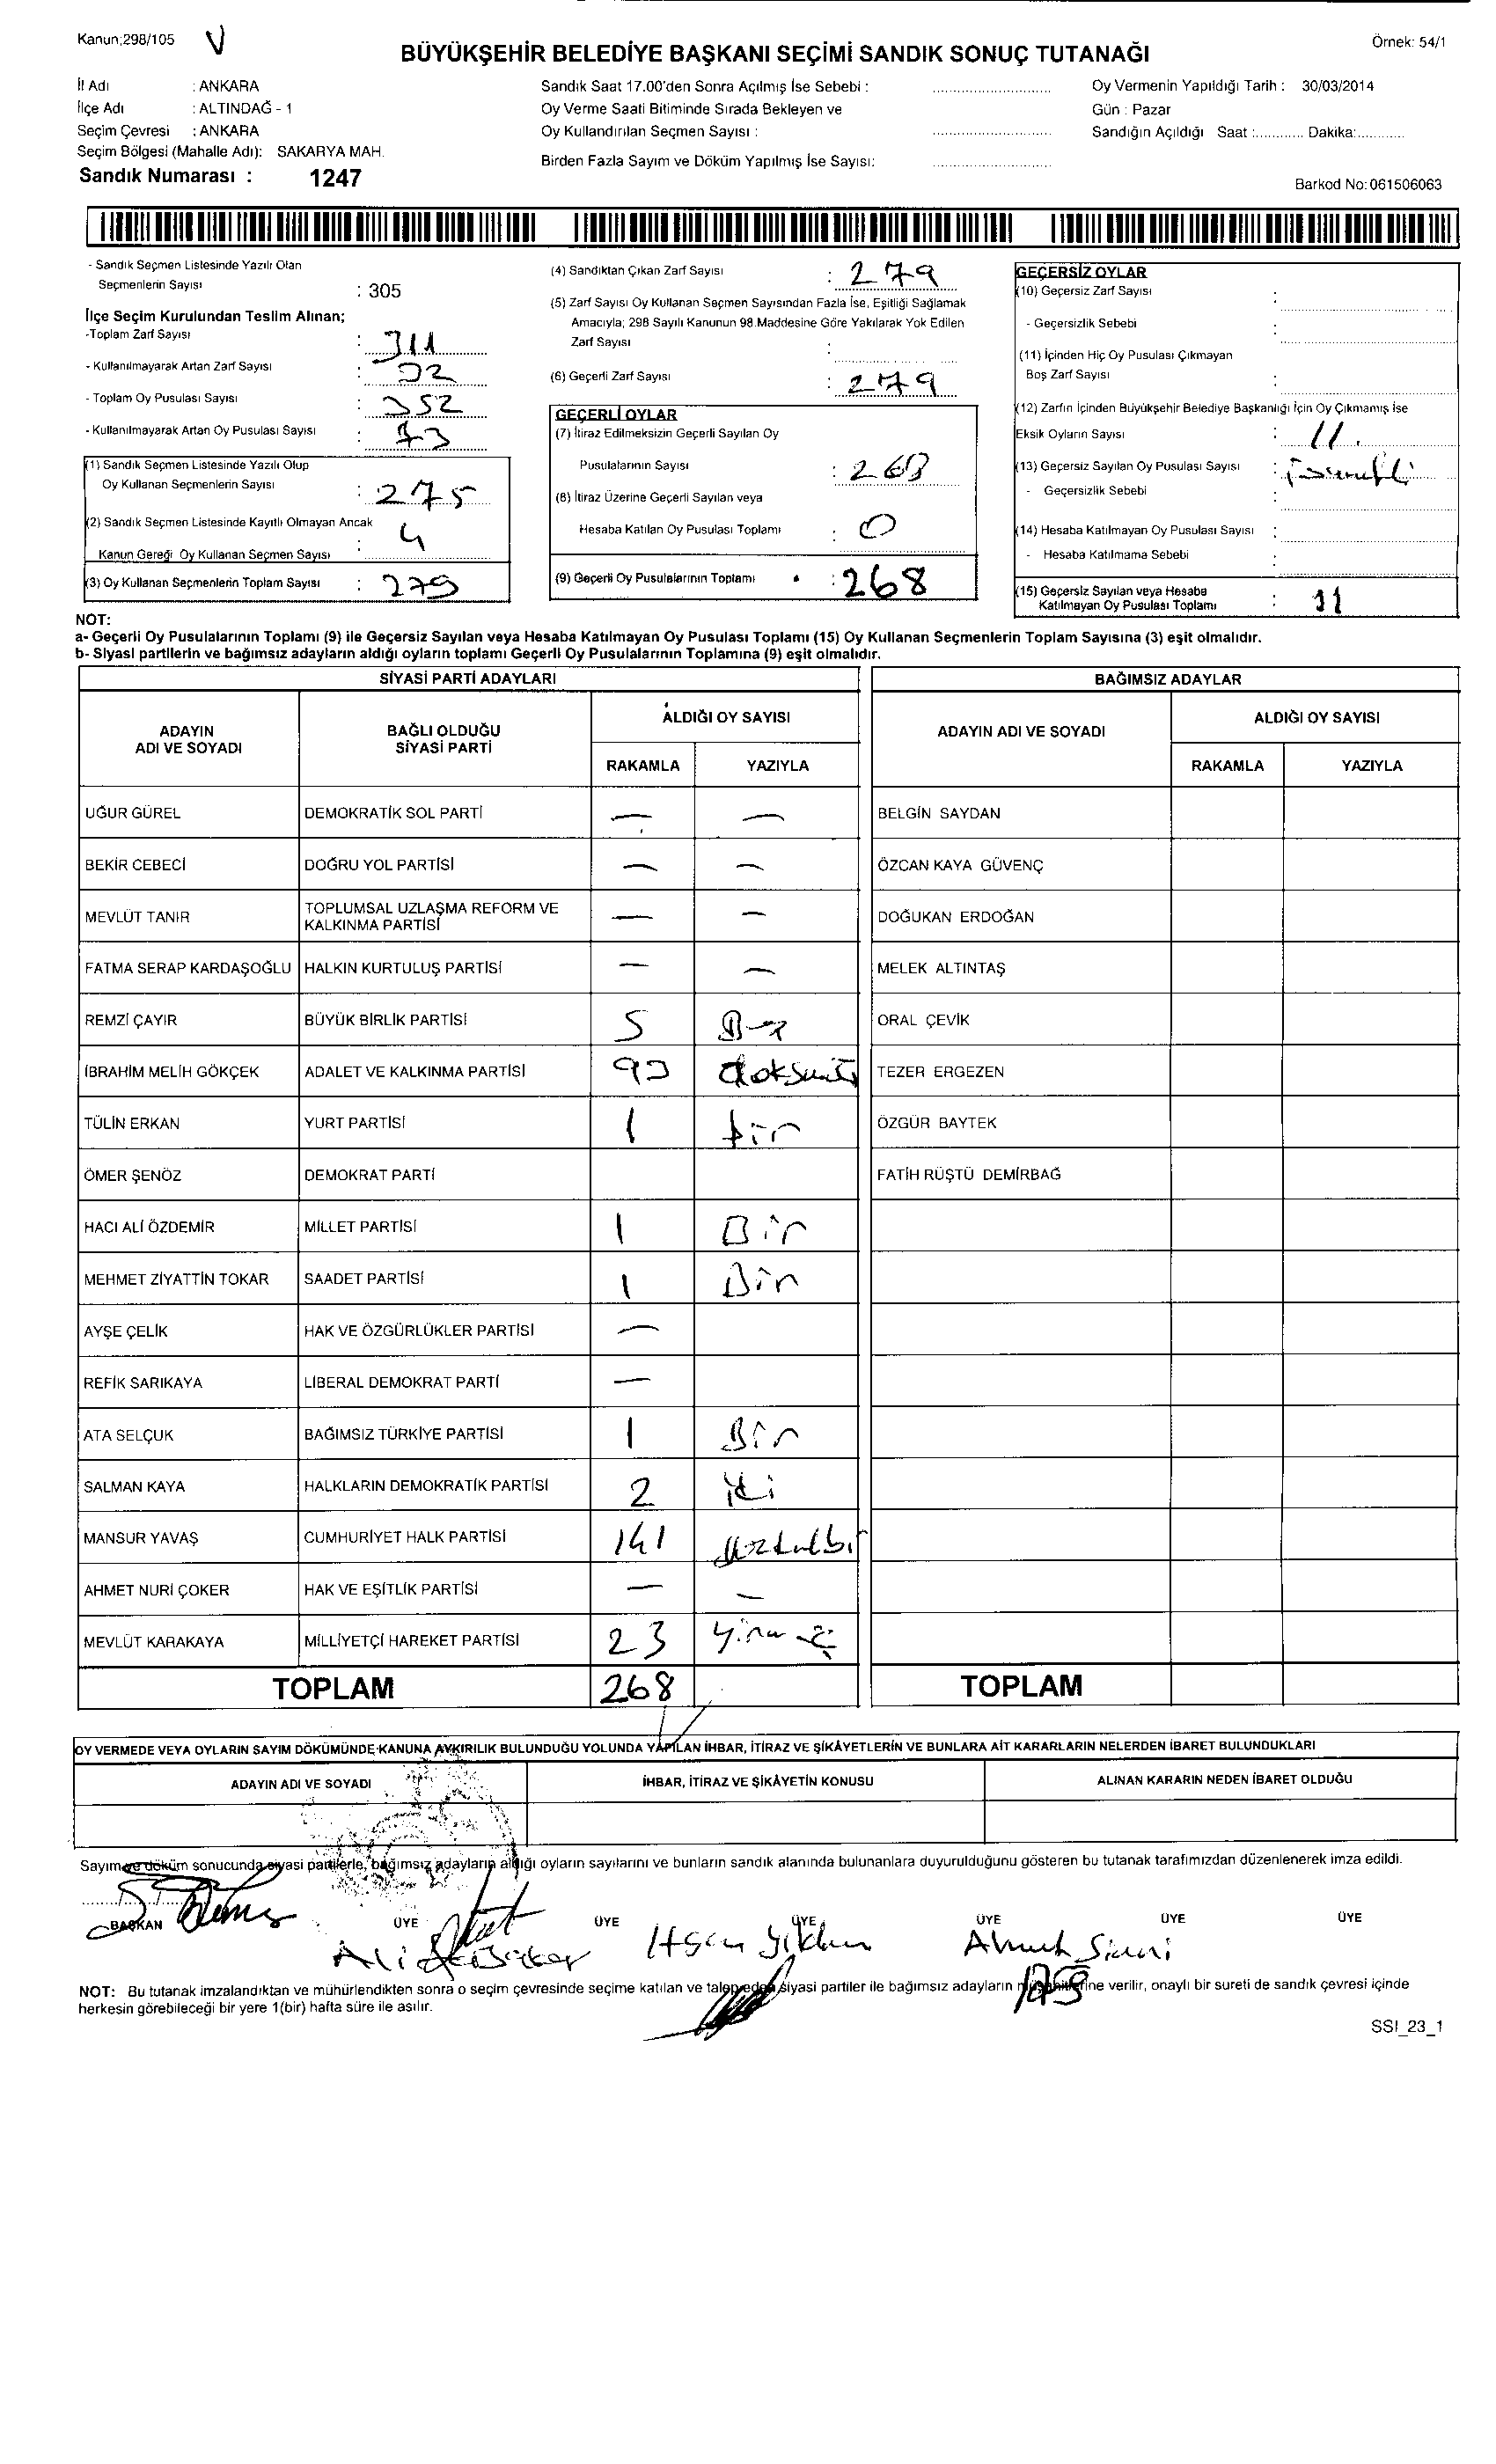 Kanun;298/105 V
Örnek: 54/1
BÜYÜKŞEHİR BELEDİYE BAŞKANI SEÇİMİ SANDIK SONUÇ TUTANAĞI
İl Adı : ANKARA
İlçe Adı : ALTINDAĞ - 1
Seçim Çevresi : ANKARA
Seçim Bölgesi (Mahalle Adı): SAKARYA MAH.
Sandık Numarası : 1247
Sandık Saat 17.00'den Sonra Açılmış İse Sebebi :
Oy Verme Saati Bitiminde Sırada Bekleyen ve
Oy Kullandırılan Seçmen Sayısı :
Birden Fazla Sayım ve Döküm Yapılmış İse Sayısı:
Oy Vermenin Yapıldığı Tarih : 30/03/2014
Gün : Pazar
Sandığın Açıldığı Saat :............ Dakika:............
Barkod No:061506063
- Sandık Seçmen Listesinde Yazılı Olan
Seçmenlerin Sayısı : 305
İlçe Seçim Kurulundan Teslim Alınan;
-Toplam Zarf Sayısı : 311
- Kullanılmayarak Artan Zarf Sayısı : 32
- Toplam Oy Pusulası Sayısı : 352
- Kullanılmayarak Artan Oy Pusulası Sayısı : 73
(1) Sandık Seçmen Listesinde Yazılı Olup
Oy Kullanan Seçmenlerin Sayısı : 275
(2) Sandık Seçmen Listesinde Kayıtlı Olmayan Ancak
Kanun Gereği Oy Kullanan Seçmen Sayısı : 4
(3) Oy Kullanan Seçmenlerin Toplam Sayısı : 279
(4) Sandıktan Çıkan Zarf Sayısı : 279
(5) Zarf Sayısı Oy Kullanan Seçmen Sayısından Fazla İse, Eşitliği Sağlamak
Amacıyla; 298 Sayılı Kanunun 98.Maddesine Göre Yakılarak Yok Edilen
Zarf Sayısı :
(6) Geçerli Zarf Sayısı : 279
GEÇERLİ OYLAR
(7) İtiraz Edilmeksizin Geçerli Sayılan Oy
Pusulalarının Sayısı : 268
(8) İtiraz Üzerine Geçerli Sayılan veya
Hesaba Katılan Oy Pusulası Toplamı : 0
(9) Geçerli Oy Pusulalarının Toplamı : 268
GEÇERSİZ OYLAR
(10) Geçersiz Zarf Sayısı :
- Geçersizlik Sebebi :
(11) İçinden Hiç Oy Pusulası Çıkmayan
Boş Zarf Sayısı :
(12) Zarfın İçinden Büyükşehir Belediye Başkanlığı İçin Oy Çıkmamış İse
Eksik Oyların Sayısı : 11.
(13) Geçersiz Sayılan Oy Pusulası Sayısı :
- Geçersizlik Sebebi
(14) Hesaba Katılmayan Oy Pusulası Sayısı :
- Hesaba Katılmama Sebebi :
(15) Geçersiz Sayılan veya Hesaba
Katılmayan Oy Pusulası Toplamı : 11
NOT:
a- Geçerli Oy Pusulalarının Toplamı (9) ile Geçersiz Sayılan veya Hesaba Katılmayan Oy Pusulası Toplamı (15) Oy Kullanan Seçmenlerin Toplam Sayısına (3) eşit olmalıdır.
b- Siyasi partilerin ve bağımsız adayların aldığı oyların toplamı Geçerli Oy Pusulalarının Toplamına (9) eşit olmalıdır.
SİYASİ PARTİ ADAYLARI
ADAYIN ADI VE SOYADI BAĞLI OLDUĞU SİYASİ PARTİ ALDIĞI OY SAYISI
RAKAMLA YAZIYLA
UĞUR GÜREL DEMOKRATİK SOL PARTİ — —
BEKİR CEBECİ DOĞRU YOL PARTİSİ — —
MEVLÜT TANIR TOPLUMSAL UZLAŞMA REFORM VE KALKINMA PARTİSİ — —
FATMA SERAP KARDAŞOĞLU HALKIN KURTULUŞ PARTİSİ — —
REMZİ ÇAYIR BÜYÜK BİRLİK PARTİSİ 5
İBRAHİM MELİH GÖKÇEK ADALET VE KALKINMA PARTİSİ 93
TÜLİN ERKAN YURT PARTİSİ 1 bir
ÖMER ŞENÖZ DEMOKRAT PARTİ
HACI ALİ ÖZDEMİR MİLLET PARTİSİ 1 Bir
MEHMET ZİYATTİN TOKAR SAADET PARTİSİ 1 Bir
AYŞE ÇELİK HAK VE ÖZGÜRLÜKLER PARTİSİ —
REFİK SARIKAYA LİBERAL DEMOKRAT PARTİ —
ATA SELÇUK BAĞIMSIZ TÜRKİYE PARTİSİ 1 Bir
SALMAN KAYA HALKLARIN DEMOKRATİK PARTİSİ 2 iki
MANSUR YAVAŞ CUMHURİYET HALK PARTİSİ 141
AHMET NURİ ÇOKER HAK VE EŞİTLİK PARTİSİ — —
MEVLÜT KARAKAYA MİLLİYETÇİ HAREKET PARTİSİ 23
TOPLAM 268
BAĞIMSIZ ADAYLAR
ADAYIN ADI VE SOYADI ALDIĞI OY SAYISI
RAKAMLA YAZIYLA
BELGİN SAYDAN
ÖZCAN KAYA GÜVENÇ
DOĞUKAN ERDOĞAN
MELEK ALTINTAŞ
ORAL ÇEVİK
TEZER ERGEZEN
ÖZGÜR BAYTEK
FATİH RÜŞTÜ DEMİRBAĞ
TOPLAM
OY VERMEDE VEYA OYLARIN SAYIM DÖKÜMÜNDE KANUNA AYKIRILIK BULUNDUĞU YOLUNDA YAPILAN İHBAR, İTİRAZ VE ŞİKÂYETLERİN VE BUNLARA AİT KARARLARIN NELERDEN İBARET BULUNDUKLARI
ADAYIN ADI VE SOYADI İHBAR, İTİRAZ VE ŞİKÂYETİN KONUSU ALINAN KARARIN NEDEN İBARET OLDUĞU
Sayım ve döküm sonucunda siyasi partilerle, bağımsız adayların aldığı oyların sayılarını ve bunların sandık alanında bulunanlara duyurulduğunu gösteren bu tutanak tarafımızdan düzenlenerek imza edildi.
BAŞKAN ÜYE ÜYE ÜYE ÜYE ÜYE ÜYE
Ali
NOT: Bu tutanak imzalandıktan ve mühürlendikten sonra o seçim çevresinde seçime katılan ve talep eden siyasi partiler ile bağımsız adayların müşahitlerine verilir, onaylı bir sureti de sandık çevresi içinde
herkesin görebileceği bir yere 1(bir) hafta süre ile asılır.
SSI_23_1